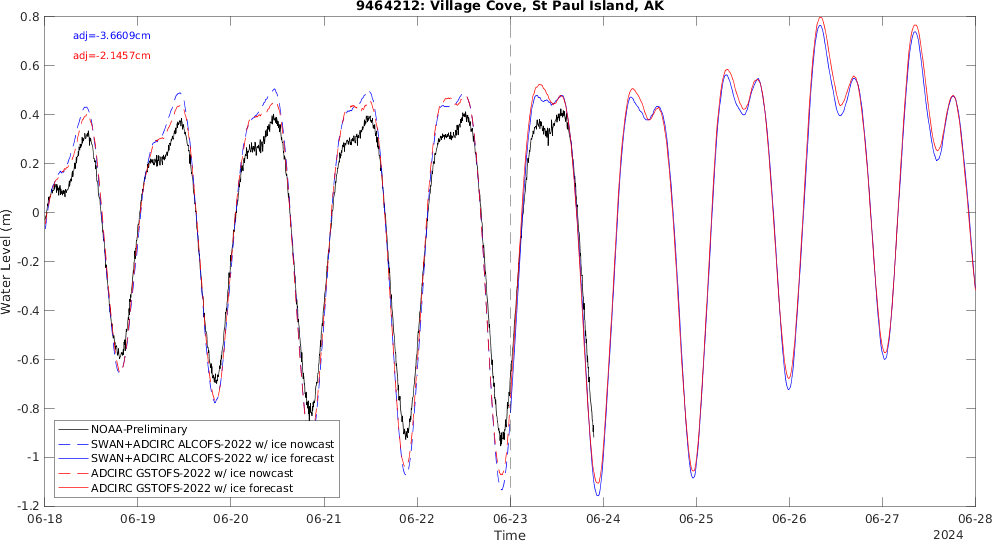 9464212: Village Cove, St Paul Island, AK
adj=-3.6609cm
adj=-2.1457cm
0.8
0.6
0.4
0.2
0
-0.2
-0.4
-0.6
-0.8
-1
-1.2
Water Level (m)
NOAA-Preliminary
SWAN+ADCIRC ALCOFS-2022 w/ ice nowcast
SWAN+ADCIRC ALCOFS-2022 w/ ice forecast
ADCIRC GSTOFS-2022 w/ ice nowcast
ADCIRC GSTOFS-2022 w/ ice forecast
06-18 06-19 06-20 06-21 06-22 06-23 06-24 06-25 06-26 06-27 06-28
Time
2024